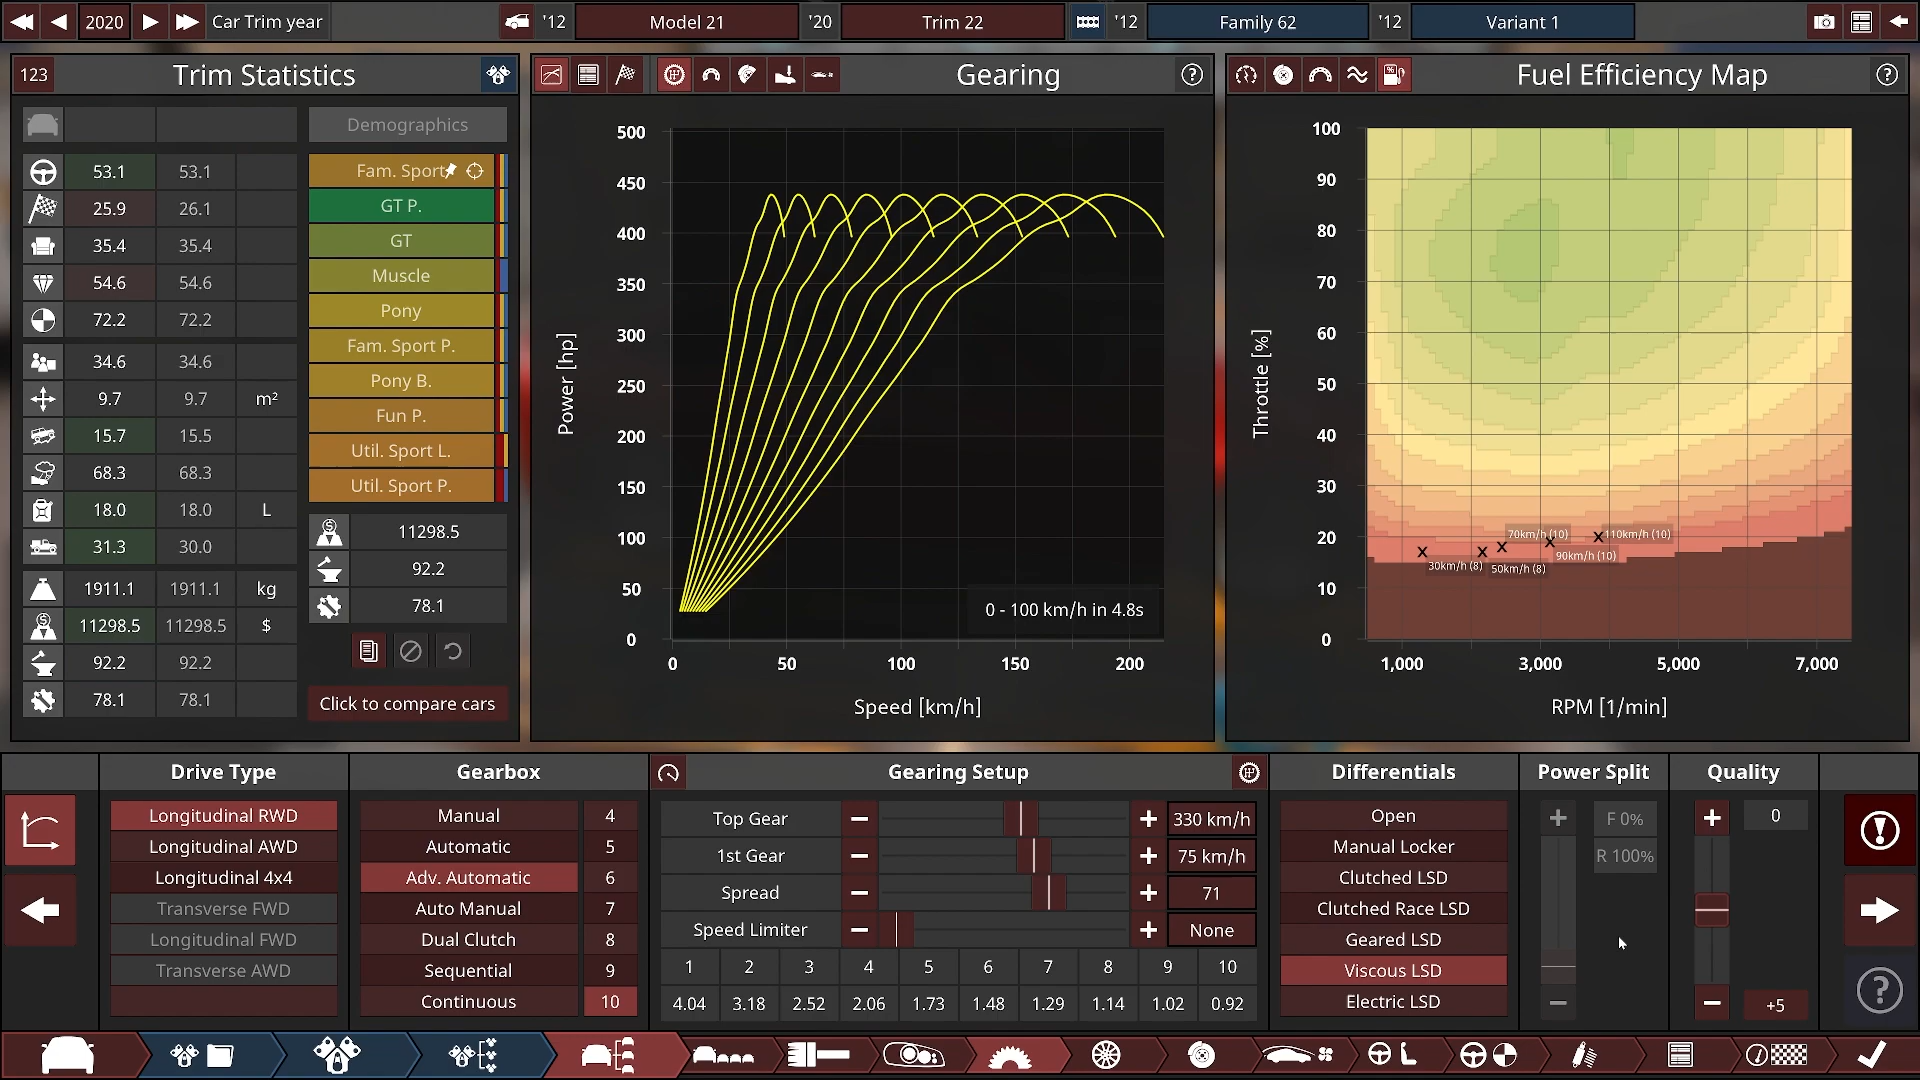 2020
Car Trim year
'12
Model 21
'20
Trim 22
'12
Family 62
'12
Variant 1
123
Trim Statistics
Demographics
53.1 53.1
25.9 26.1
35.4 35.4
54.6 54.6
72.2 72.2
34.6 34.6
9.7 9.7 m²
15.7 15.5
68.3 68.3
18.0 18.0 L
31.3 30.0
1911.1 1911.1 kg
11298.5 11298.5 $
92.2 92.2
78.1 78.1
Fam. Sport
GT P.
GT
Muscle
Pony
Fam. Sport P.
Pony B.
Fun P.
Util. Sport L.
Util. Sport P.
11298.5
92.2
78.1
Click to compare cars
Gearing
?
500
450
400
350
300
250
200
150
100
50
0
Power [hp]
0 - 100 km/h in 4.8s
0 50 100 150 200
Speed [km/h]
Fuel Efficiency Map
?
100
90
80
70
60
50
40
30
20
10
0
Throttle [%]
70km/h (10)
110km/h (10)
90km/h (10)
30km/h (8)
50km/h (8)
1,000 3,000 5,000 7,000
RPM [1/min]
Drive Type
Longitudinal RWD
Longitudinal AWD
Longitudinal 4x4
Transverse FWD
Longitudinal FWD
Transverse AWD
Gearbox
Manual 4
Automatic 5
Adv. Automatic 6
Auto Manual 7
Dual Clutch 8
Sequential 9
Continuous 10
Gearing Setup
Top Gear − + 330 km/h
1st Gear − + 75 km/h
Spread − + 71
Speed Limiter − + None
1 2 3 4 5 6 7 8 9 10
4.04 3.18 2.52 2.06 1.73 1.48 1.29 1.14 1.02 0.92
Differentials
Open
Manual Locker
Clutched LSD
Clutched Race LSD
Geared LSD
Viscous LSD
Electric LSD
Power Split
+ F 0%
R 100%
−
Quality
+ 0
− +5
?